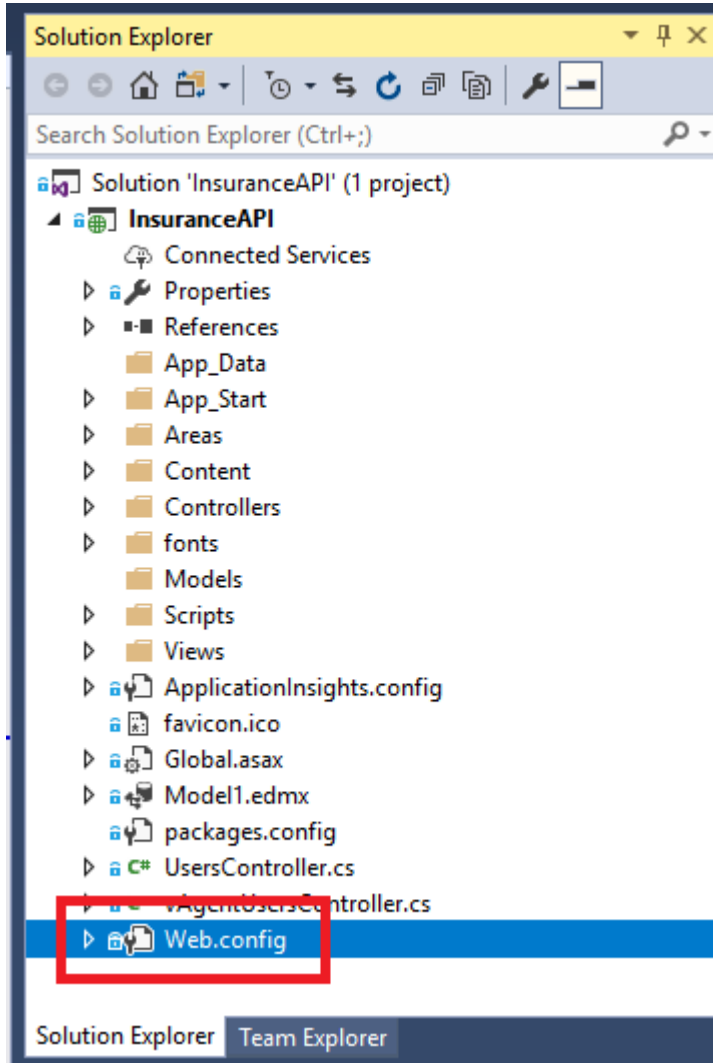 Solution Explorer
Search Solution Explorer (Ctrl+;)
Solution 'InsuranceAPI' (1 project)
InsuranceAPI
Connected Services
Properties
References
App_Data
App_Start
Areas
Content
Controllers
fonts
Models
Scripts
Views
ApplicationInsights.config
favicon.ico
Global.asax
Model1.edmx
packages.config
C# UsersController.cs
vAgentUsersController.cs
Web.config
Solution Explorer Team Explorer